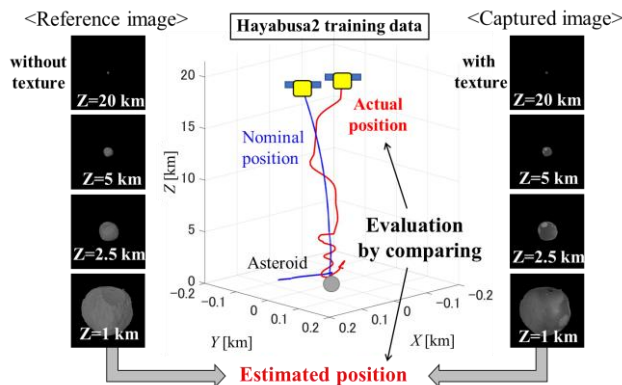 <Reference image>
Hayabusa2 training data
<Captured image>
without
texture
Z=20 km
Z=5 km
Z=2.5 km
Z=1 km
20
15
10
5
0
Z [km]
Nominal
position
Actual
position
Asteroid
Evaluation
by comparing
-0.2
-0.1
0
0.1
0.2
Y [km]
0.2
0.1
0
-0.1
-0.2
X [km]
with
texture
Z=20 km
Z=5 km
Z=2.5 km
Z=1 km
Estimated position